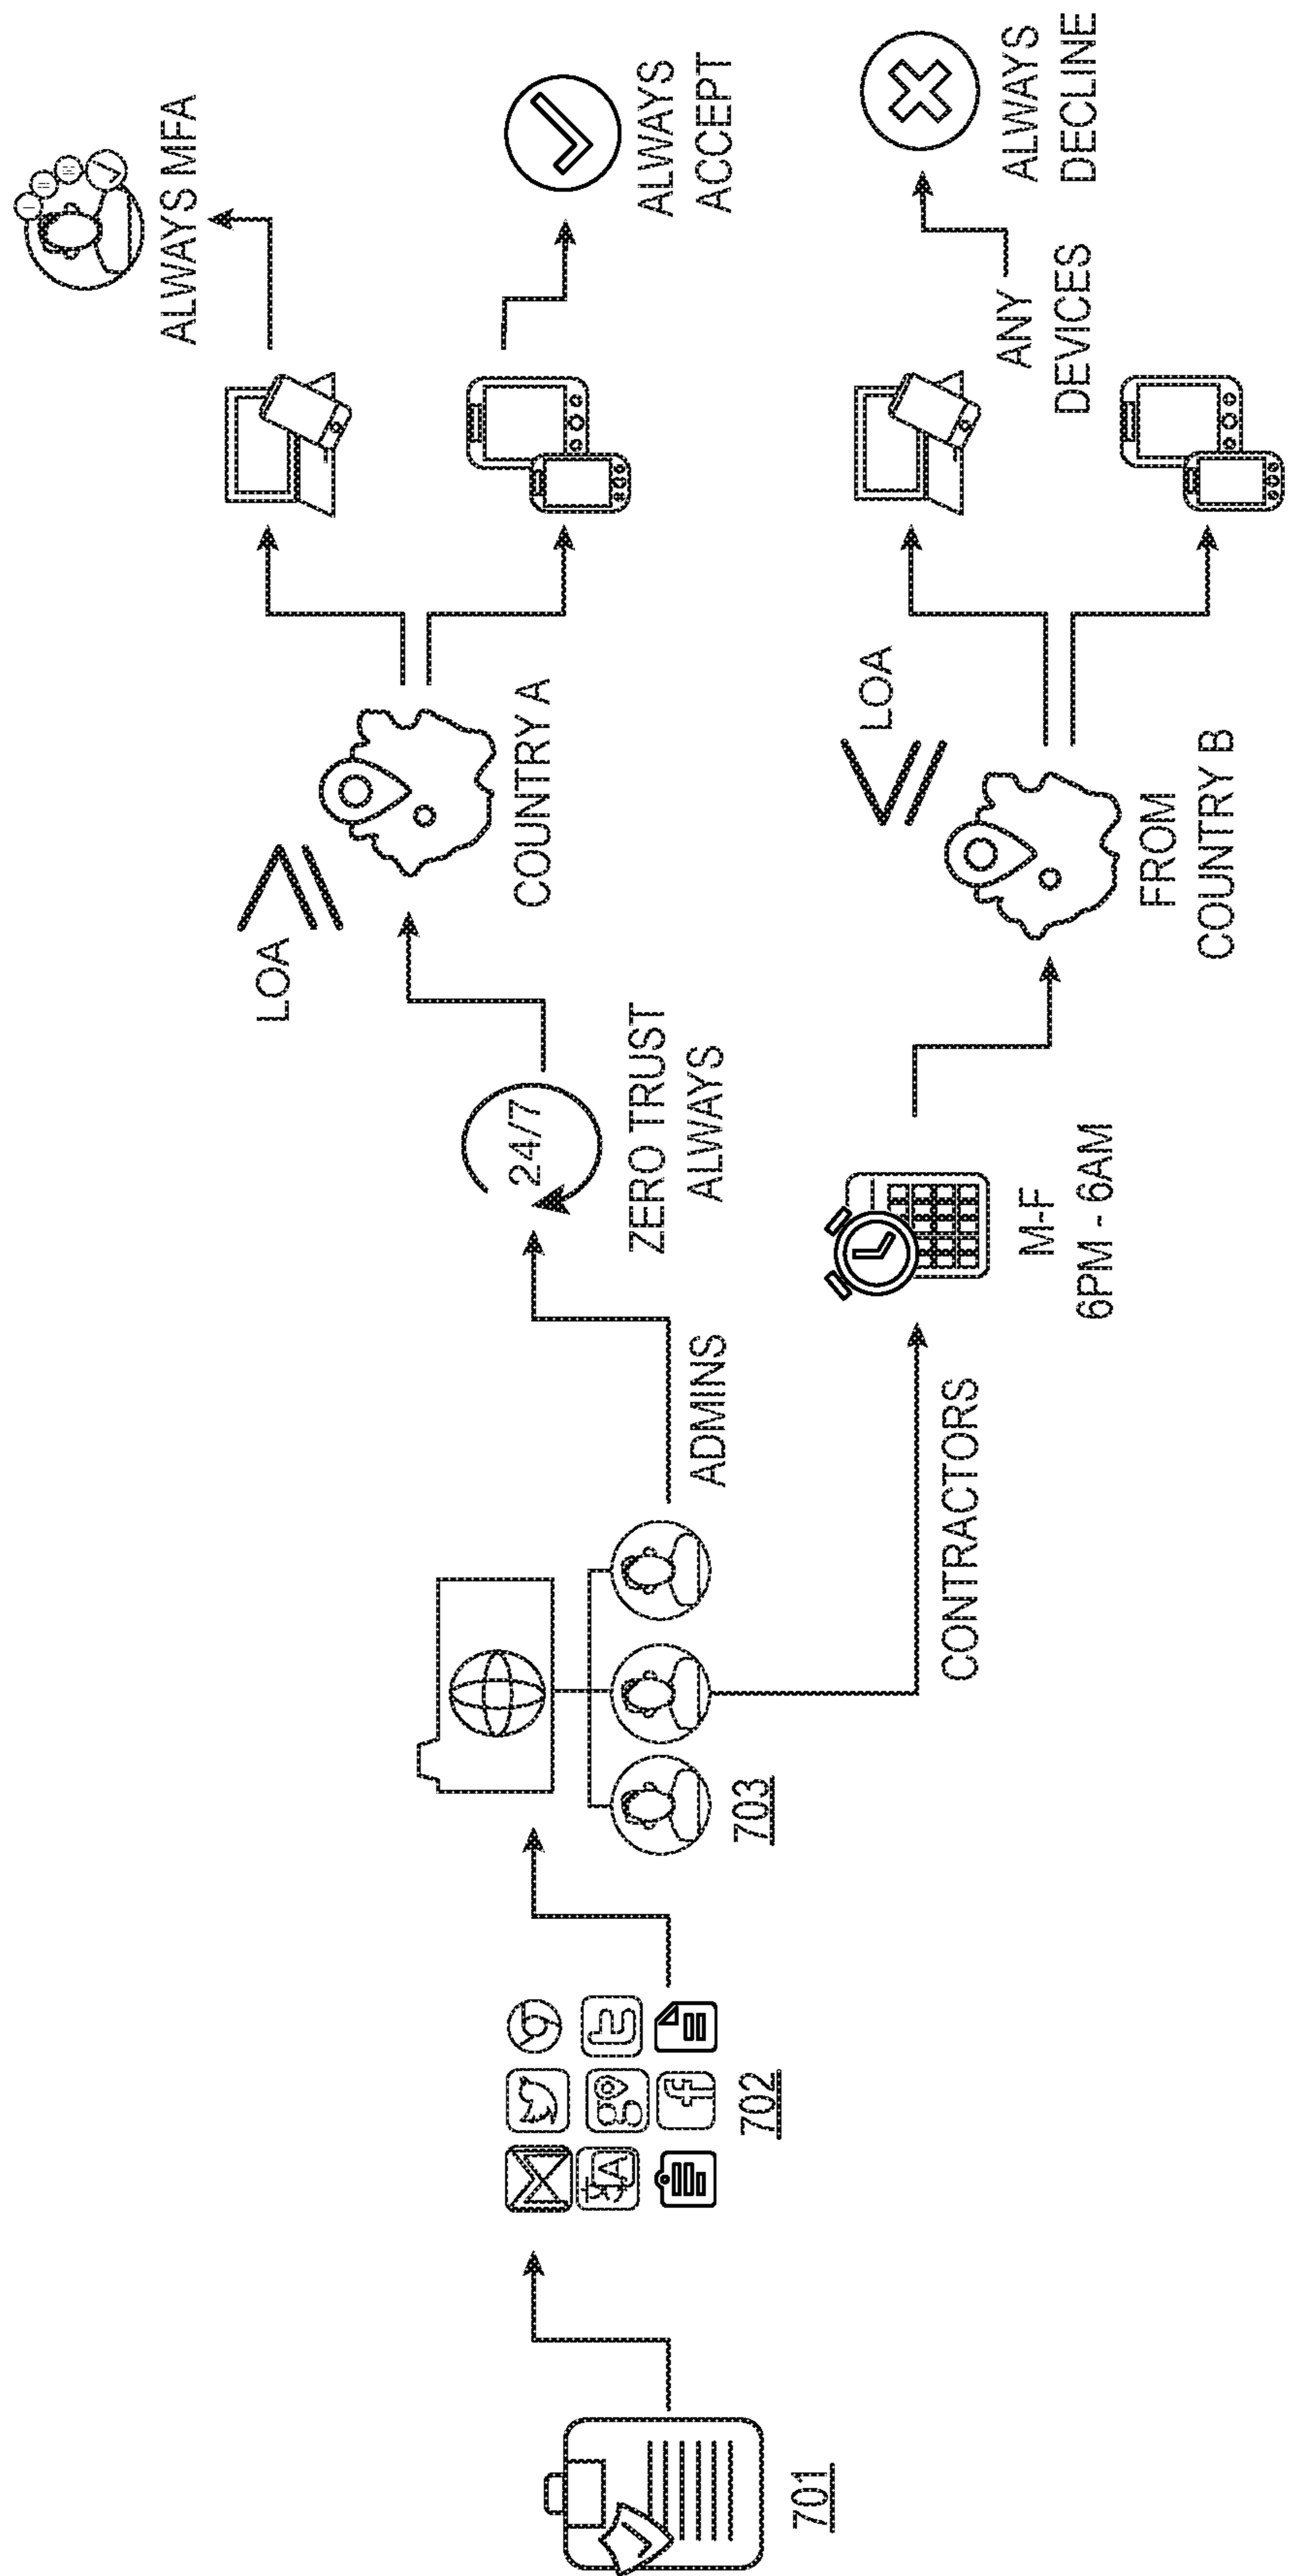 701
702
703
ADMINS
CONTRACTORS
24/7
ZERO TRUST
ALWAYS
M-F
6PM - 6AM
LOA
COUNTRY A
LOA
FROM
COUNTRY B
ALWAYS MFA
ALWAYS
ACCEPT
ANY
DEVICES
ALWAYS
DECLINE